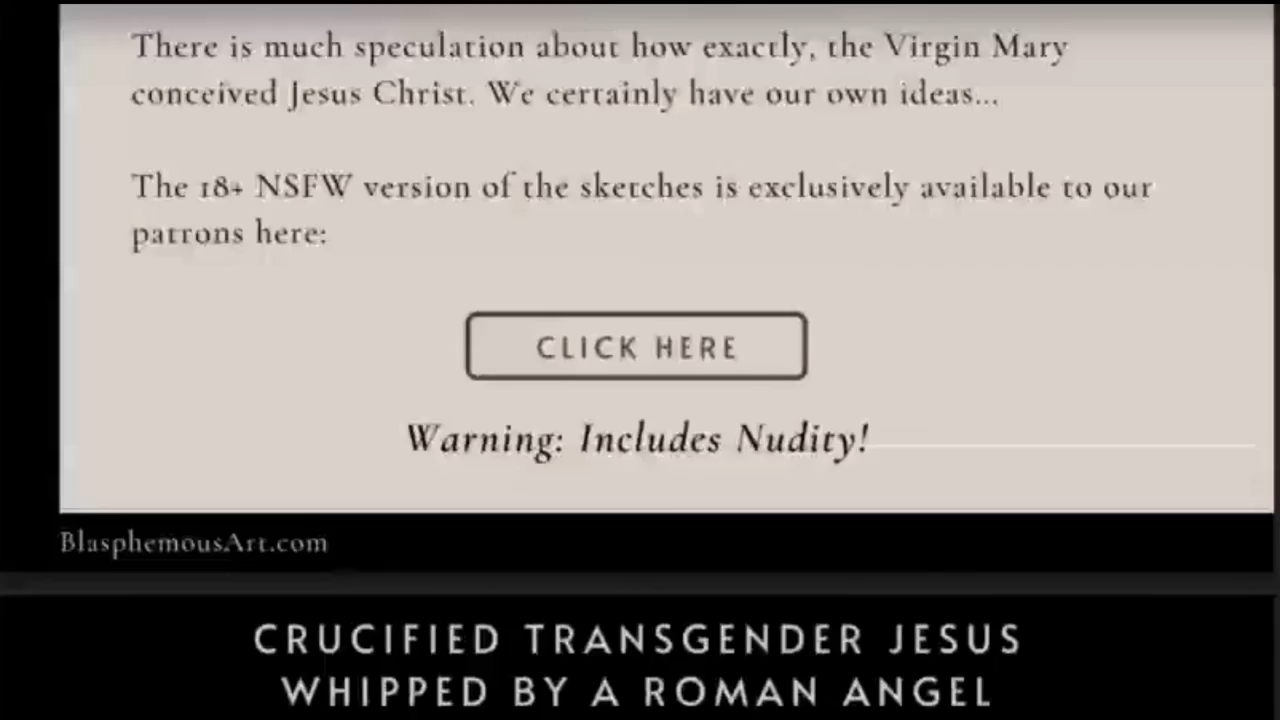 There is much speculation about how exactly, the Virgin Mary
conceived Jesus Christ. We certainly have our own ideas...
The 18+ NSFW version of the sketches is exclusively available to our
patrons here:
CLICK HERE
Warning: Includes Nudity!
BlasphemousArt.com
CRUCIFIED TRANSGENDER JESUS
WHIPPED BY A ROMAN ANGEL